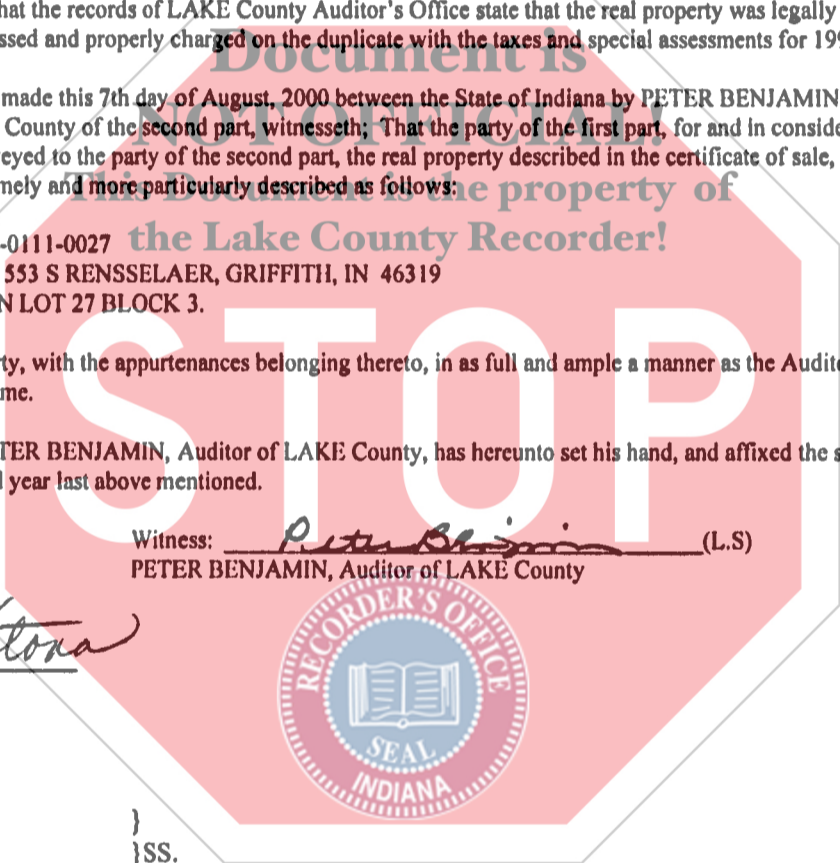 hat the records of LAKE County Auditor's Office state that the real property was legally
ssed and properly charged on the duplicate with the taxes and special assessments for 19
Document is
made this 7th day of August, 2000 between the State of Indiana by PETER BENJAMIN
NOT OFFICIAL!
County of the second part, witnesseth; That the party of the first part, for and in conside
eyed to the party of the second part, the real property described in the certificate of sale,
mely and more particularly described as follows:
This Document is the property of
the Lake County Recorder!
-0111-0027
553 S RENSSELAER, GRIFFITH, IN 46319
N LOT 27 BLOCK 3.
STOP
ty, with the appurtenances belonging thereto, in as full and ample a manner as the Audito
me.
TER BENJAMIN, Auditor of LAKE County, has hereunto set his hand, and affixed the s
year last above mentioned.
Witness: Peter Benjamin (L.S)
PETER BENJAMIN, Auditor of LAKE County
RECORDER'S OFFICE
SEAL
INDIANA
}
}SS.